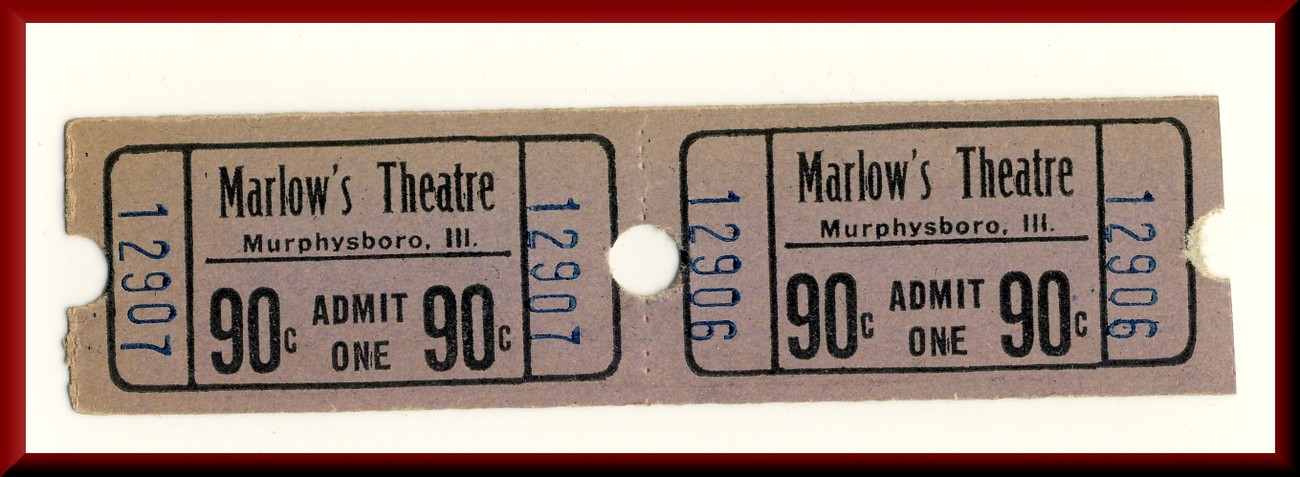 12907
Marlow's Theatre
Murphysboro, Ill.
90c ADMIT ONE 90c
12907
12906
Marlow's Theatre
Murphysboro, Ill.
90c ADMIT ONE 90c
12906